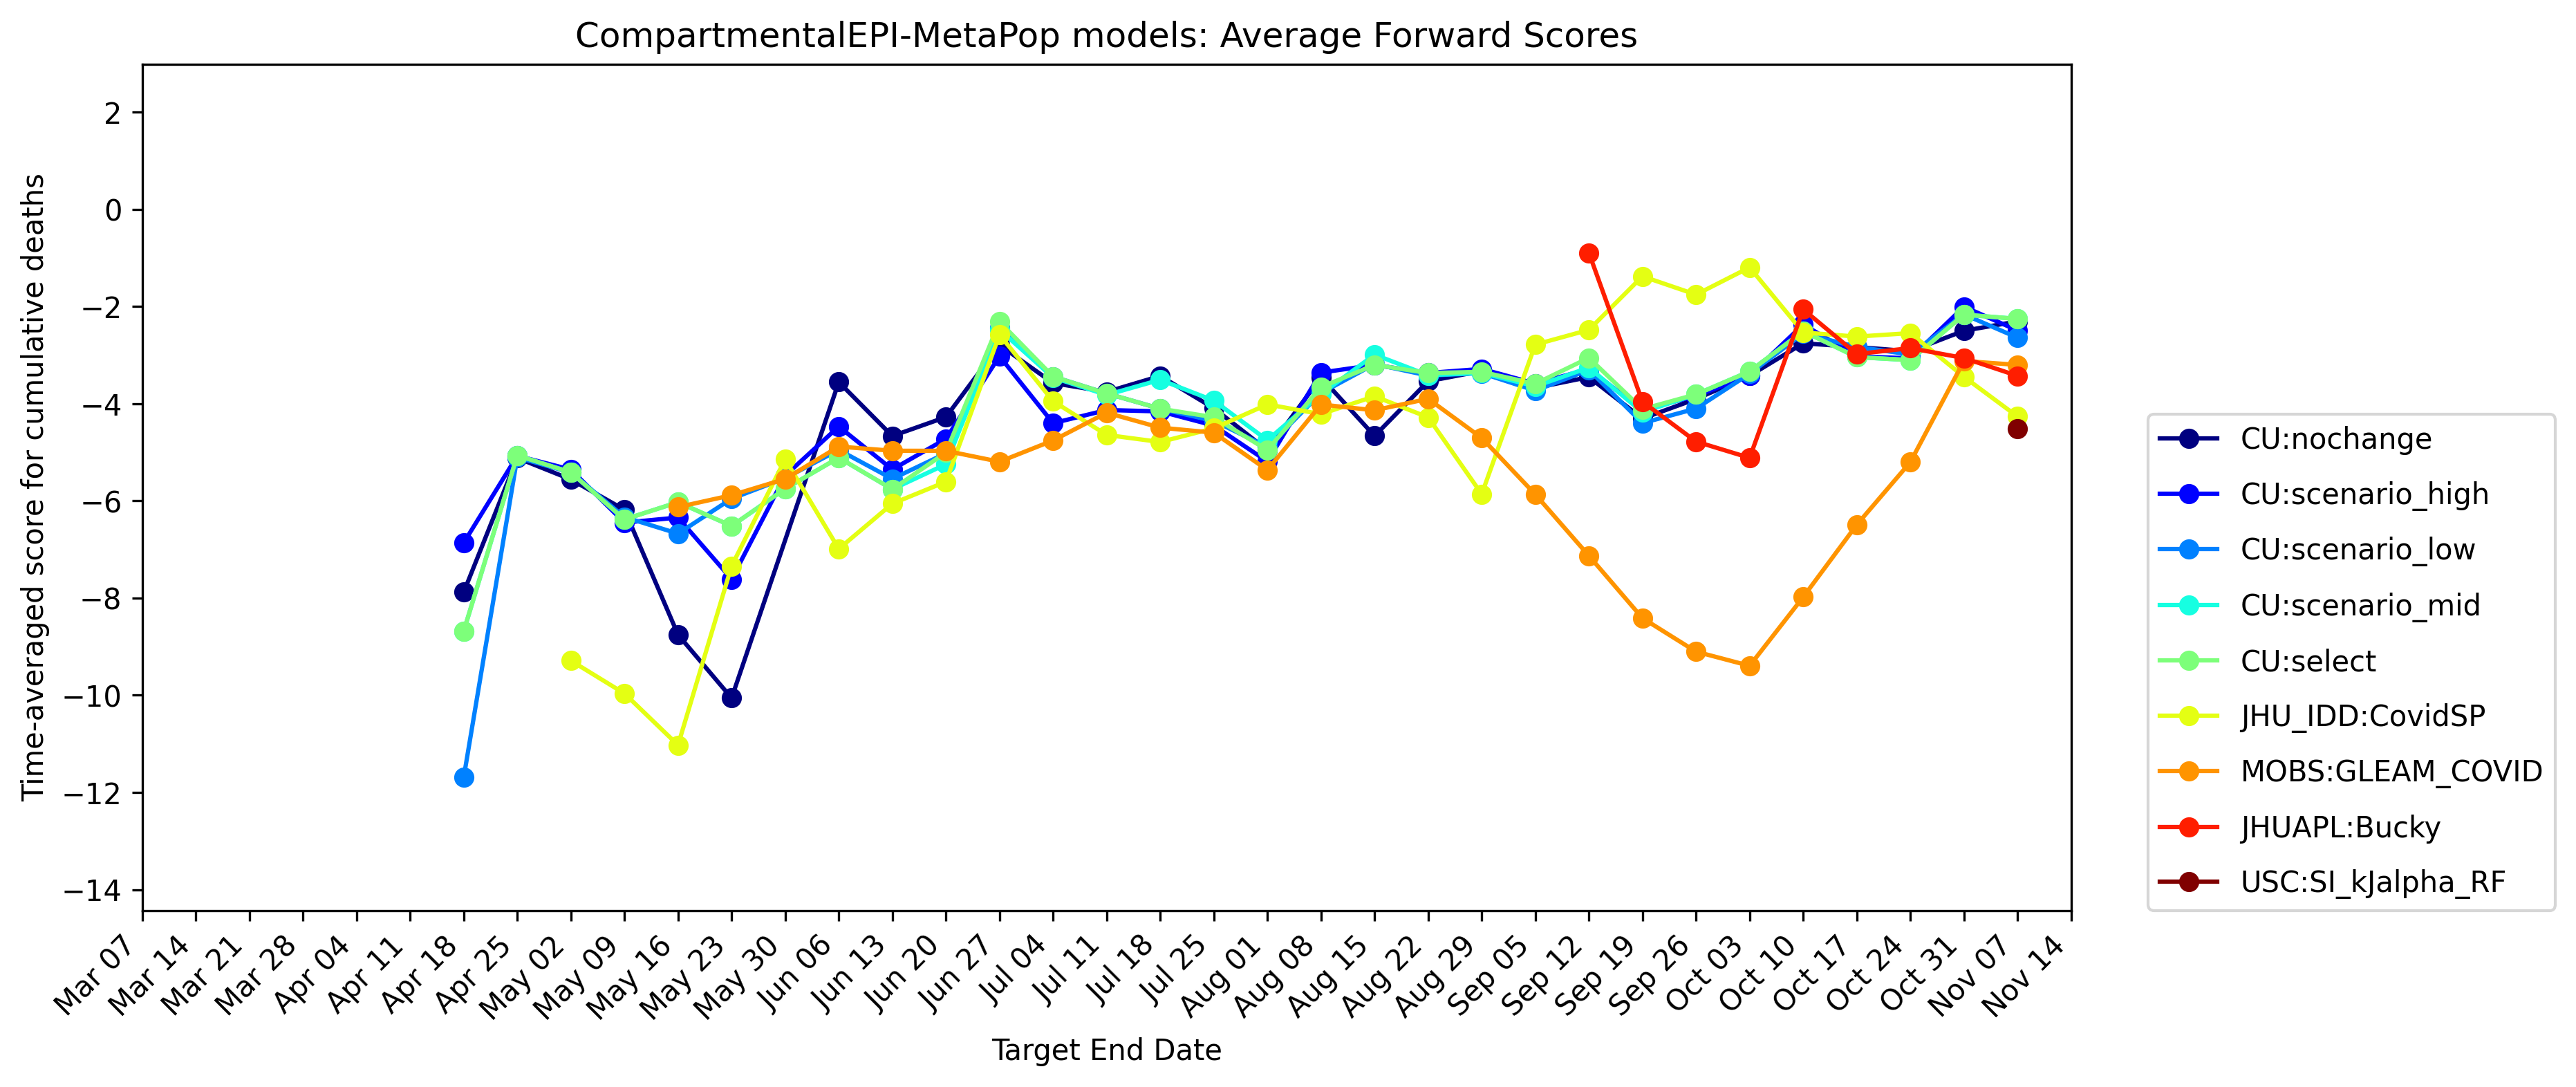 CompartmentalEPI-MetaPop models: Average Forward Scores
Time-averaged score for cumulative deaths
2
0
−2
−4
−6
−8
−10
−12
−14
Mar 07
Mar 14
Mar 21
Mar 28
Apr 04
Apr 11
Apr 18
Apr 25
May 02
May 09
May 16
May 23
May 30
Jun 06
Jun 13
Jun 20
Jun 27
Jul 04
Jul 11
Jul 18
Jul 25
Aug 01
Aug 08
Aug 15
Aug 22
Aug 29
Sep 05
Sep 12
Sep 19
Sep 26
Oct 03
Oct 10
Oct 17
Oct 24
Oct 31
Nov 07
Nov 14
Target End Date
CU:nochange
CU:scenario_high
CU:scenario_low
CU:scenario_mid
CU:select
JHU_IDD:CovidSP
MOBS:GLEAM_COVID
JHUAPL:Bucky
USC:SI_kJalpha_RF